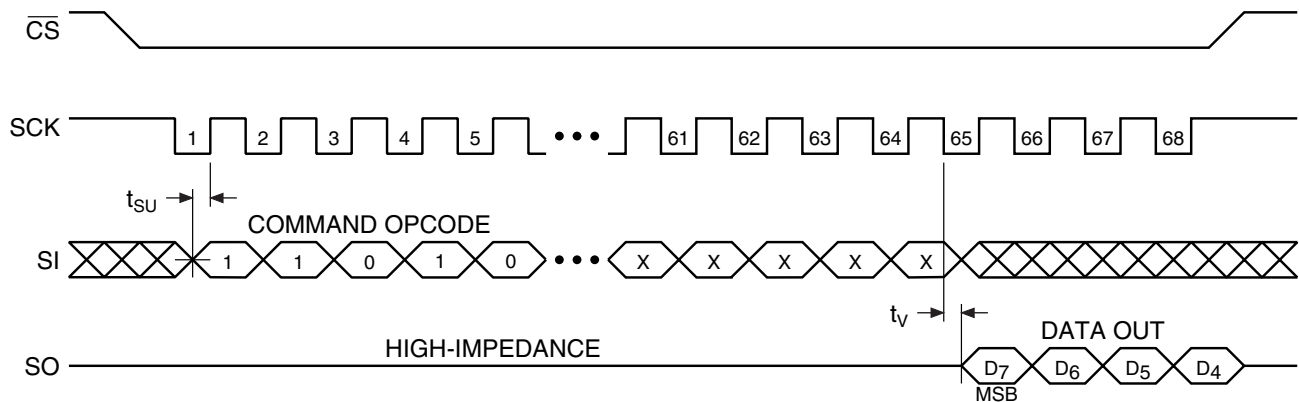 CS
SCK 1 2 3 4 5 ••• 61 62 63 64 65 66 67 68
tSU
COMMAND OPCODE
SI 1 1 0 1 0 ••• X X X X X
tV
DATA OUT
HIGH-IMPEDANCE
SO D7 D6 D5 D4
MSB